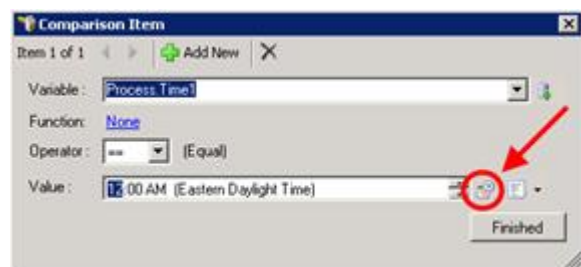 Comparison Item
Item 1 of 1 Add New
Variable : Process.Time1
Function: None
Operator : == (Equal)
Value : 12:00 AM (Eastern Daylight Time)
Finished